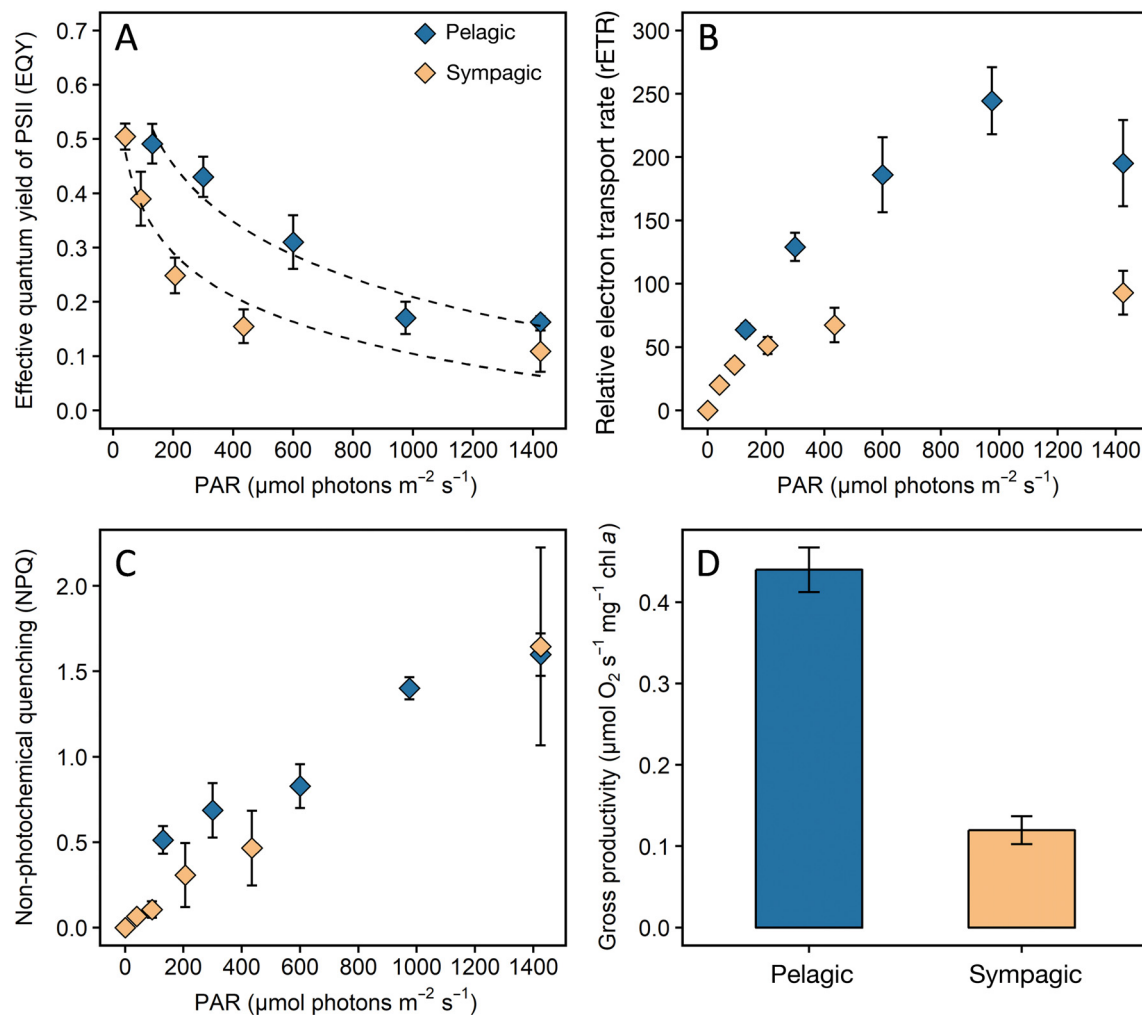 A
Pelagic
Sympagic
Effective quantum yield of PSII (EQY)
0.7
0.6
0.5
0.4
0.3
0.2
0.1
0.0
0 200 400 600 800 1000 1200 1400
PAR (µmol photons m⁻² s⁻¹)
B
Relative electron transport rate (rETR)
300
250
200
150
100
50
0
0 200 400 600 800 1000 1200 1400
PAR (µmol photons m⁻² s⁻¹)
C
Non-photochemical quenching (NPQ)
2.0
1.5
1.0
0.5
0.0
0 200 400 600 800 1000 1200 1400
PAR (µmol photons m⁻² s⁻¹)
D
Gross productivity (µmol O₂ s⁻¹ mg⁻¹ chl a)
0.4
0.3
0.2
0.1
0.0
Pelagic Sympagic